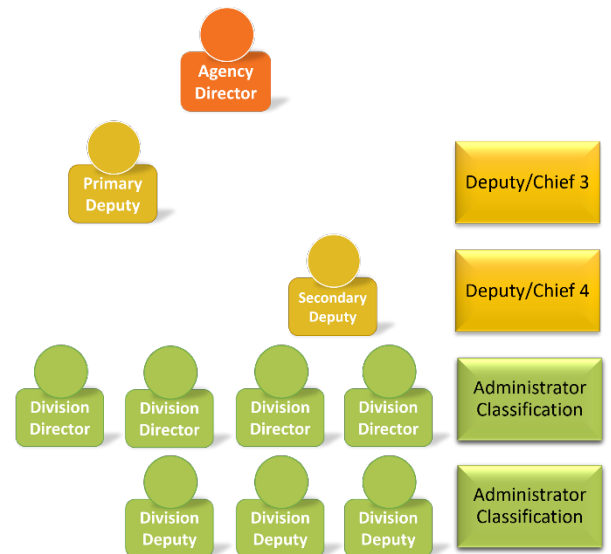 Agency
Director
Primary
Deputy
Deputy/Chief 3
Secondary
Deputy
Deputy/Chief 4
Division
Director
Division
Director
Division
Director
Division
Director
Administrator
Classification
Division
Deputy
Division
Deputy
Division
Deputy
Administrator
Classification